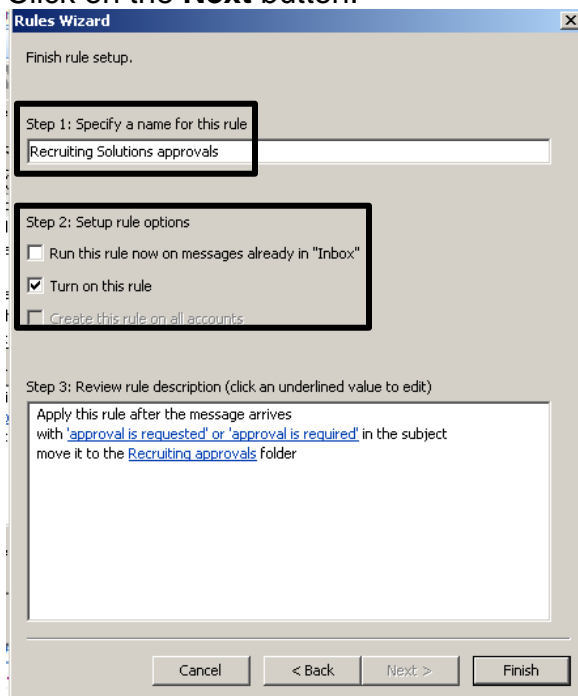 Click on the Next button.
Rules Wizard
Finish rule setup.
Step 1: Specify a name for this rule
Recruiting Solutions approvals
Step 2: Setup rule options
Run this rule now on messages already in "Inbox"
Turn on this rule
Create this rule on all accounts
Step 3: Review rule description (click an underlined value to edit)
Apply this rule after the message arrives
with 'approval is requested' or 'approval is required' in the subject
move it to the Recruiting approvals folder
Cancel < Back Next > Finish